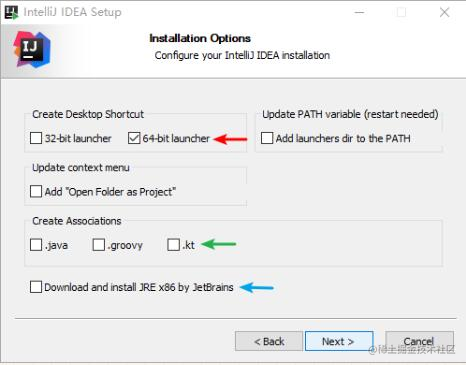 IntelliJ IDEA Setup
IJ
Installation Options
Configure your IntelliJ IDEA installation
Create Desktop Shortcut
Update PATH variable (restart needed)
32-bit launcher
64-bit launcher
Add launchers dir to the PATH
Update context menu
Add "Open Folder as Project"
Create Associations
.java
.groovy
.kt
Download and install JRE x86 by JetBrains
< Back
Next >
Cancel
@稀土掘金技术社区